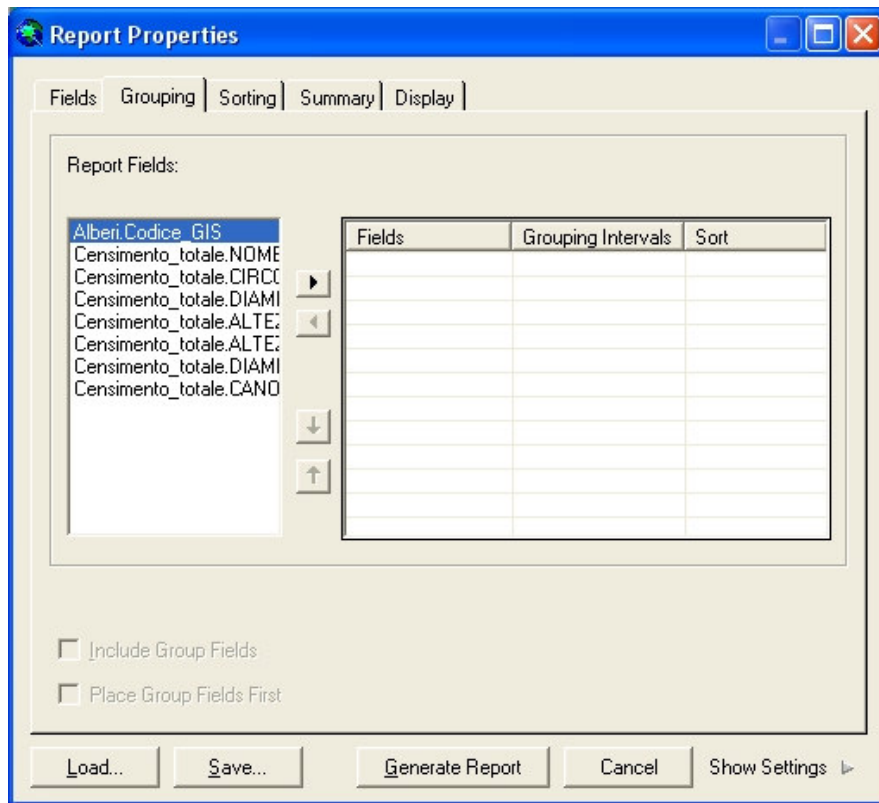 Report Properties
Fields Grouping Sorting Summary Display
Report Fields:
Alberi.Codice_GIS
Censimento_totale.NOME
Censimento_totale.CIRC
Censimento_totale.DIAMI
Censimento_totale.ALTEZ
Censimento_totale.ALTEZ
Censimento_totale.DIAMI
Censimento_totale.CANO
Fields Grouping Intervals Sort
Include Group Fields
Place Group Fields First
Load... Save... Generate Report Cancel Show Settings